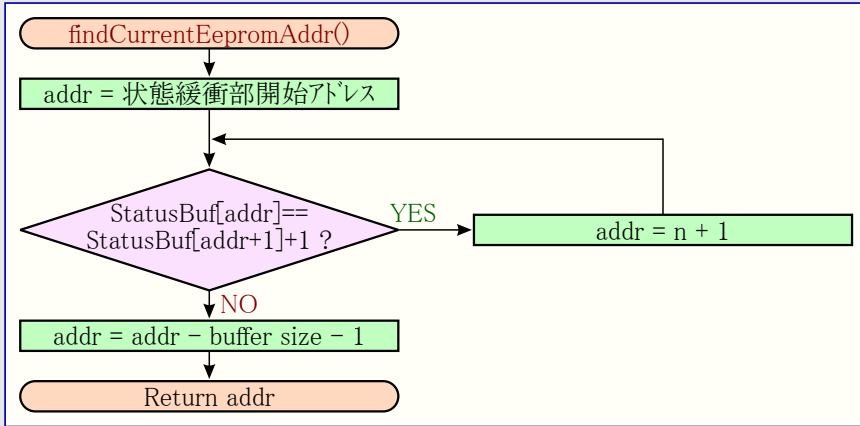 findCurrentEepromAddr()
addr = 状態緩衝部開始アドレス
StatusBuf[addr]==
StatusBuf[addr+1]+1 ?
YES
addr = n + 1
NO
addr = addr − buffer size − 1
Return addr